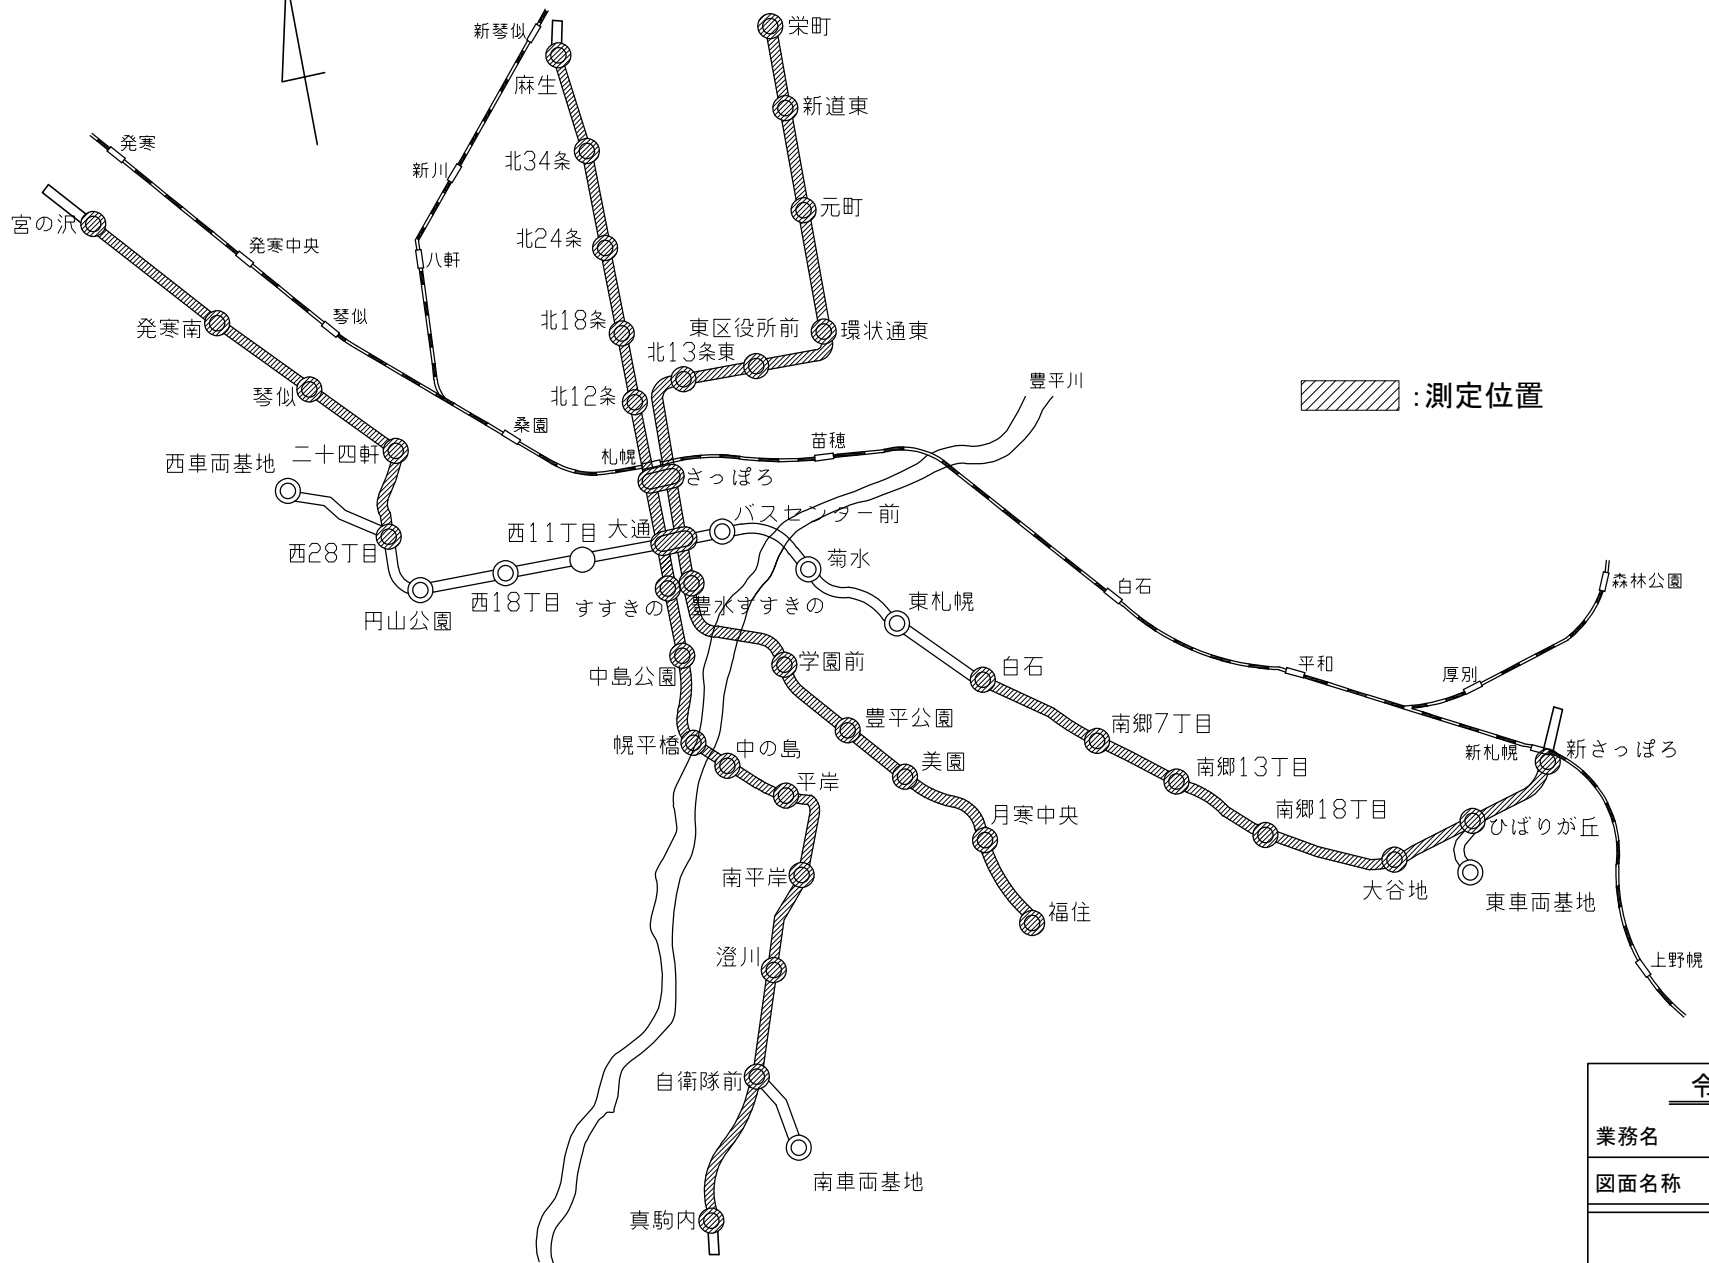 新琴似
栄町
麻生
新道東
発寒
北34条
新川
元町
宮の沢
北24条
発寒中央
八軒
琴似
北18条
東区役所前
環状通東
発寒南
北13条東
豊平川
琴似
北12条
:測定位置
桑園
苗穂
二十四軒
札幌
西車両基地
さっぽろ
バスセンター前
西11丁目
大通
西28丁目
菊水
白石
森林公園
西18丁目
すすきの
豊水すすきの
東札幌
円山公園
学園前
白石
平和
中島公園
厚別
豊平公園
南郷7丁目
幌平橋
中の島
新札幌
新さっぽろ
美園
南郷13丁目
平岸
月寒中央
南郷18丁目
ひばりが丘
南平岸
大谷地
東車両基地
福住
澄川
上野幌
自衛隊前
業務名
南車両基地
図面名称
真駒内